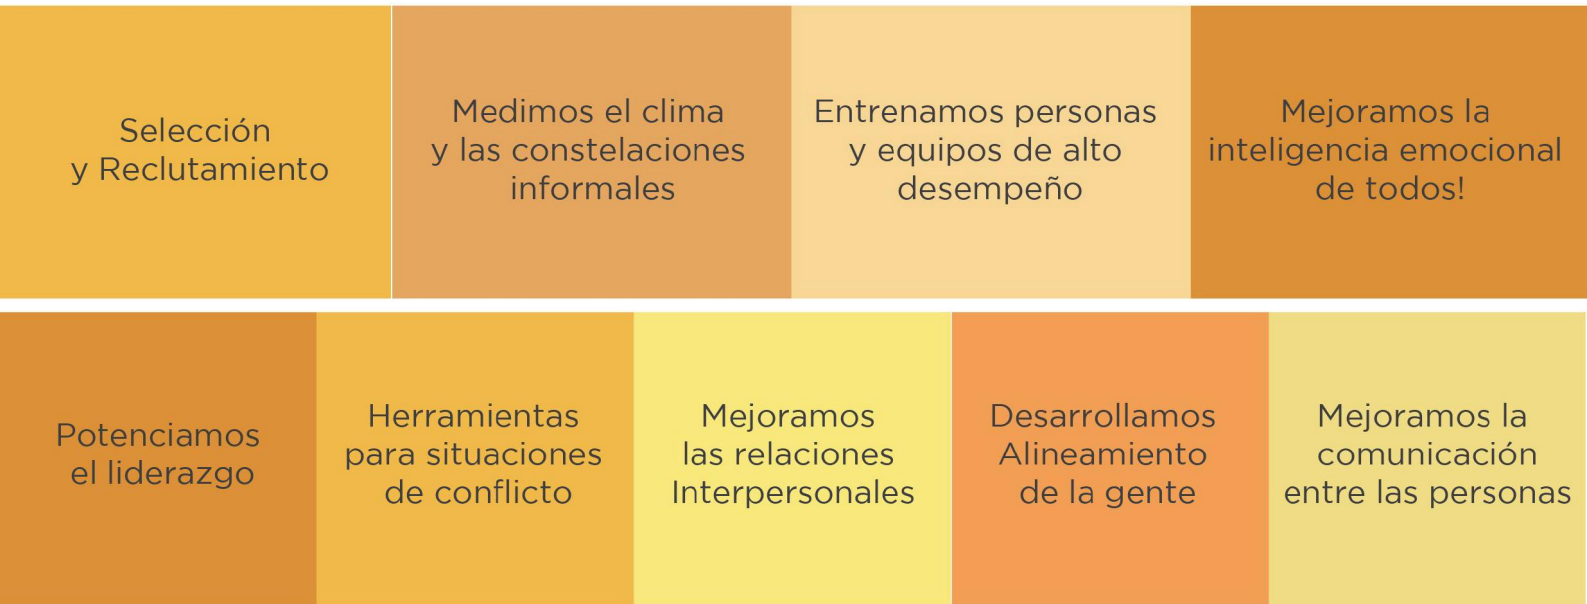 Selección
y Reclutamiento
Medimos el clima
y las constelaciones
informales
Entrenamos personas
y equipos de alto
desempeño
Mejoramos la
inteligencia emocional
de todos!
Potenciamos
el liderazgo
Herramientas
para situaciones
de conflicto
Mejoramos
las relaciones
Interpersonales
Desarrollamos
Alineamiento
de la gente
Mejoramos la
comunicación
entre las personas